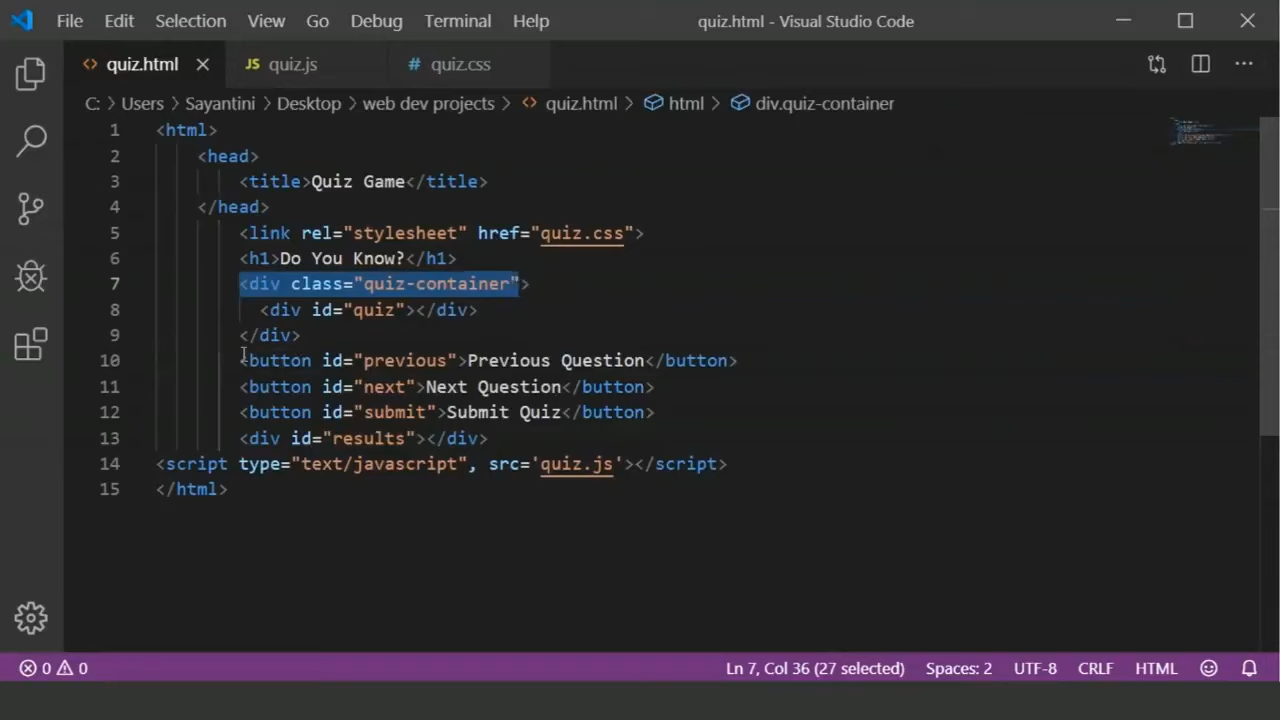 File Edit Selection View Go Debug Terminal Help quiz.html - Visual Studio Code
quiz.html JS quiz.js # quiz.css
C: > Users > Sayantini > Desktop > web dev projects > quiz.html > html > div.quiz-container
1 <html>
2 <head>
3 <title>Quiz Game</title>
4 </head>
5 <link rel="stylesheet" href="quiz.css">
6 <h1>Do You Know?</h1>
7 <div class="quiz-container">
8 <div id="quiz"></div>
9 </div>
10 <button id="previous">Previous Question</button>
11 <button id="next">Next Question</button>
12 <button id="submit">Submit Quiz</button>
13 <div id="results"></div>
14 <script type="text/javascript", src='quiz.js'></script>
15 </html>
0 0 Ln 7, Col 36 (27 selected) Spaces: 2 UTF-8 CRLF HTML